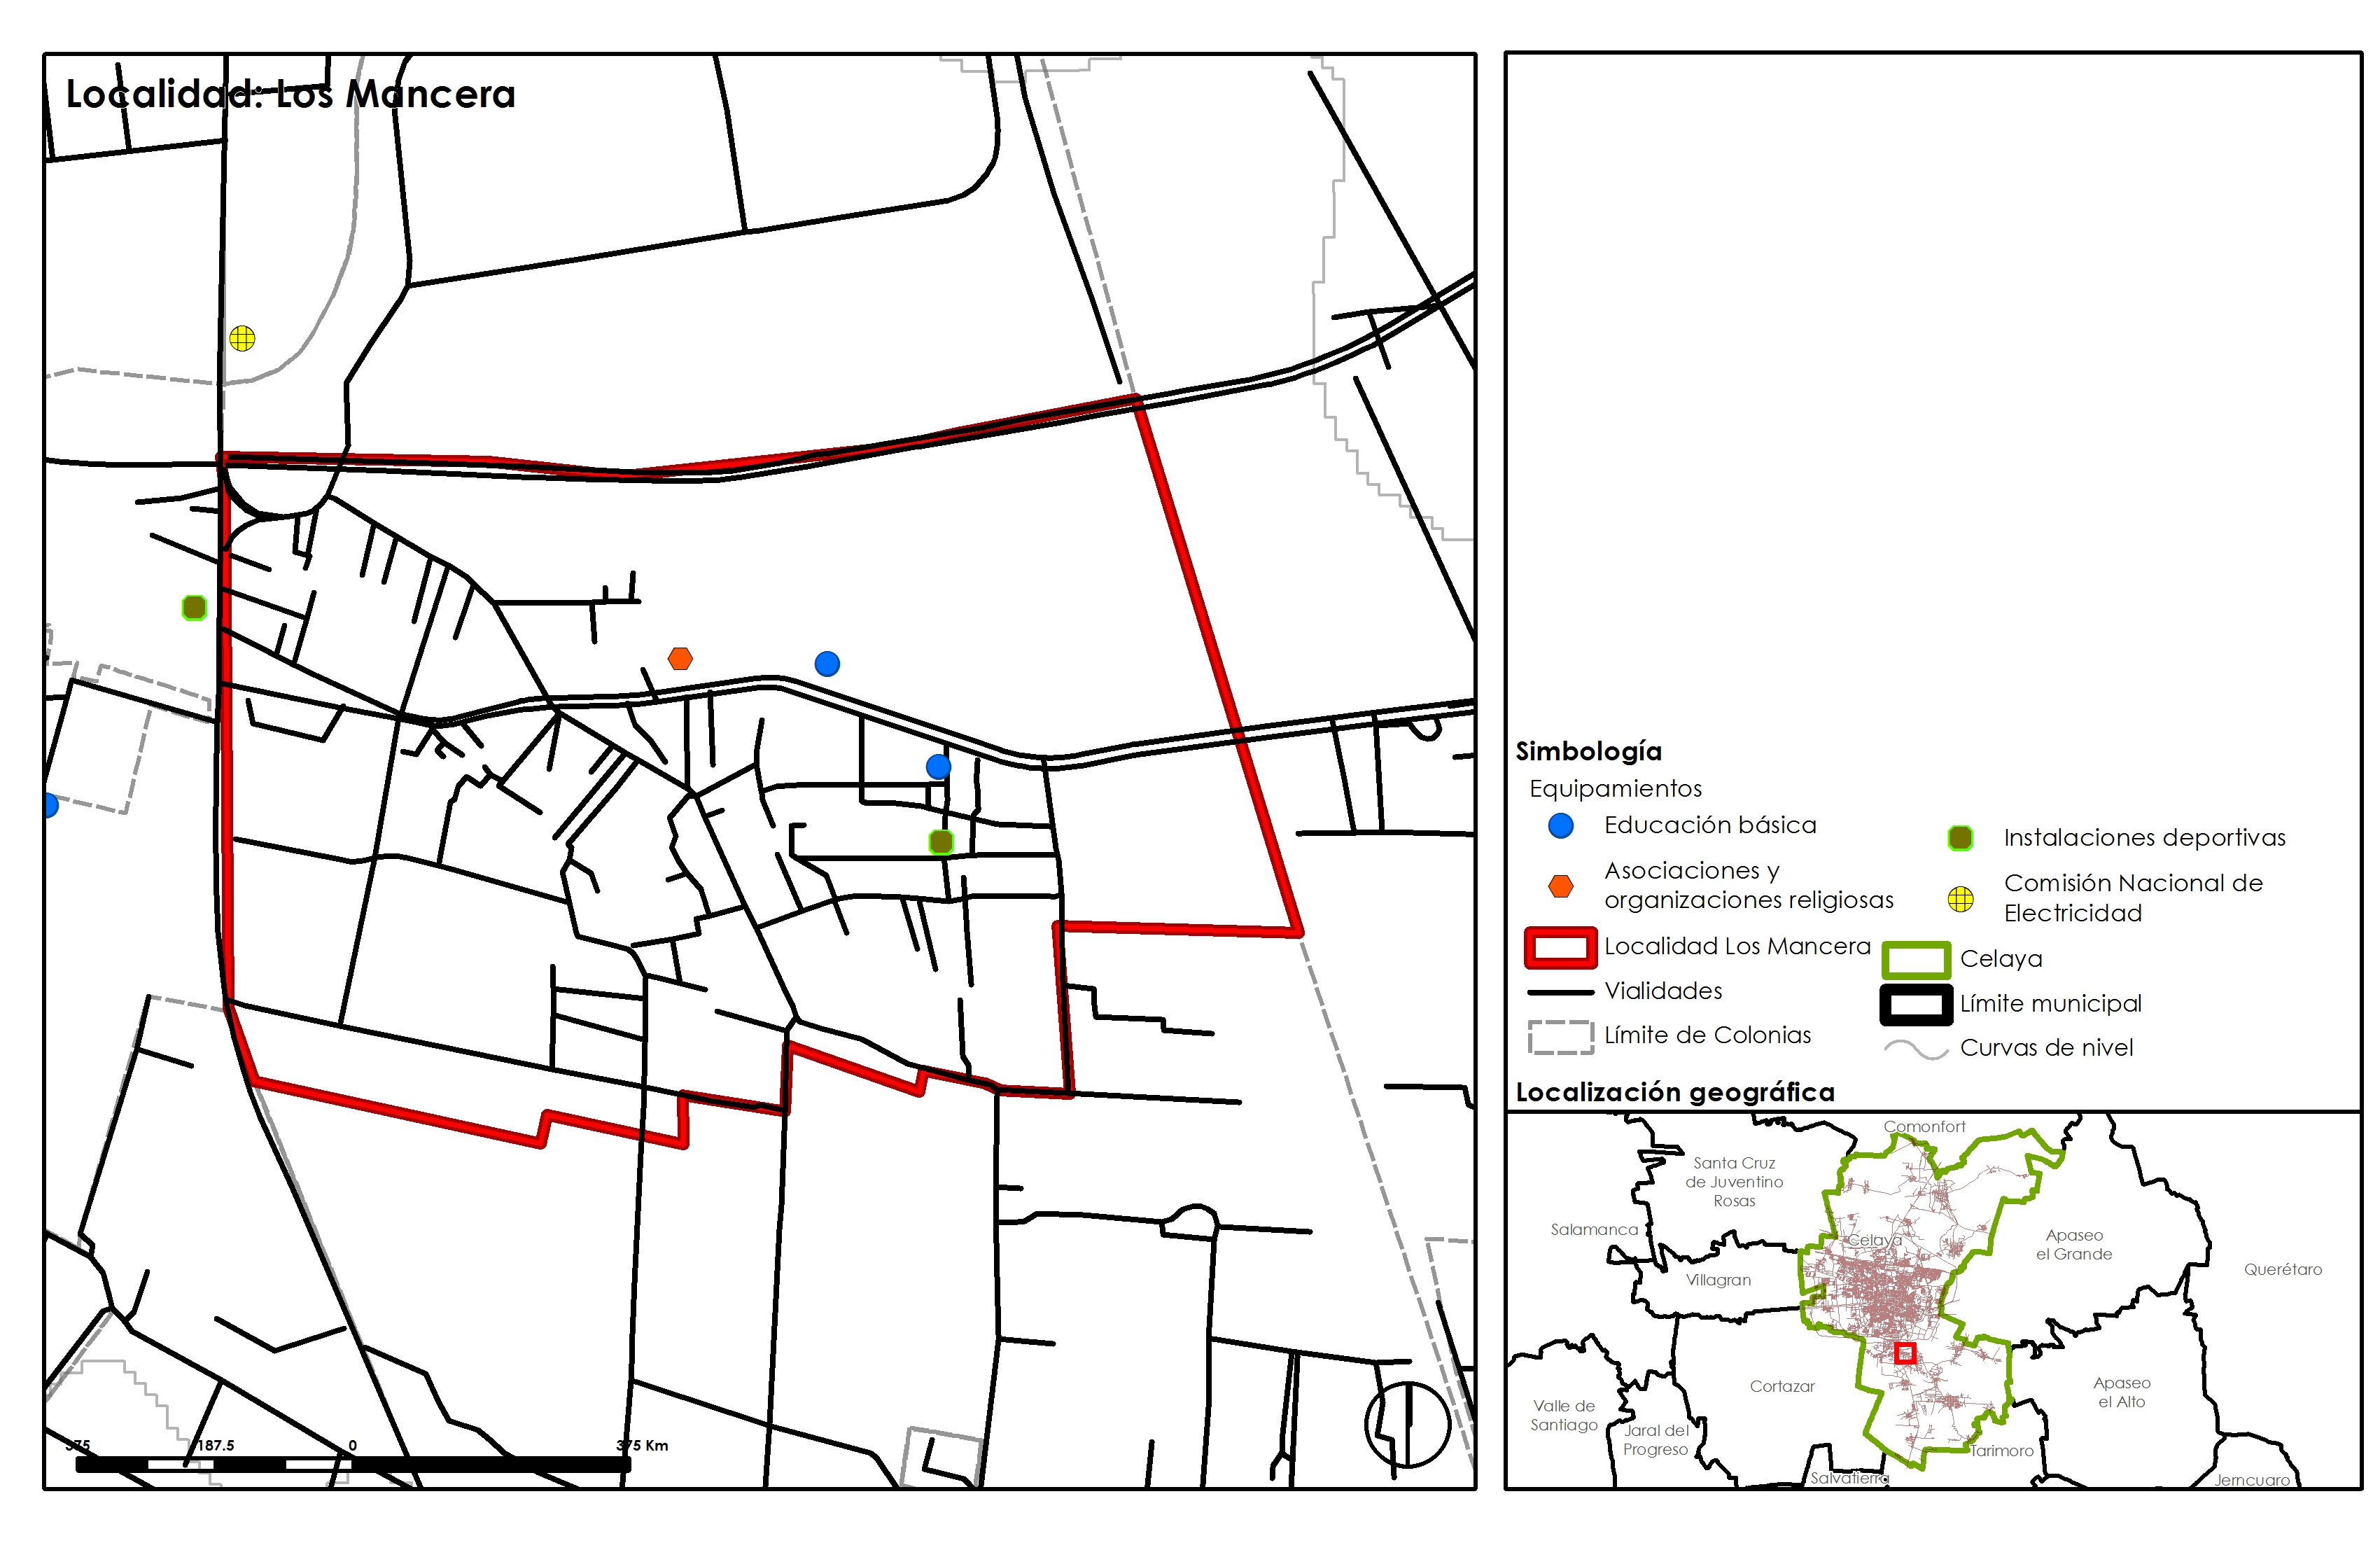 Localidad: Los Mancera
375 187.5 0 375 Km
Simbología
Equipamientos
Educación básica
Asociaciones y
organizaciones religiosas
Localidad Los Mancera
Vialidades
Límite de Colonias
Instalaciones deportivas
Comisión Nacional de
Electricidad
Celaya
Límite municipal
Curvas de nivel
Localización geográfica
Comonfort
Santa Cruz
de Juventino
Rosas
Salamanca
Celaya
Apaseo
el Grande
Villagran
Querétaro
Cortazar
Apaseo
el Alto
Valle de
Santiago
Jaral del
Progreso
Tarimoro
Salvatierra
Jerncuaro